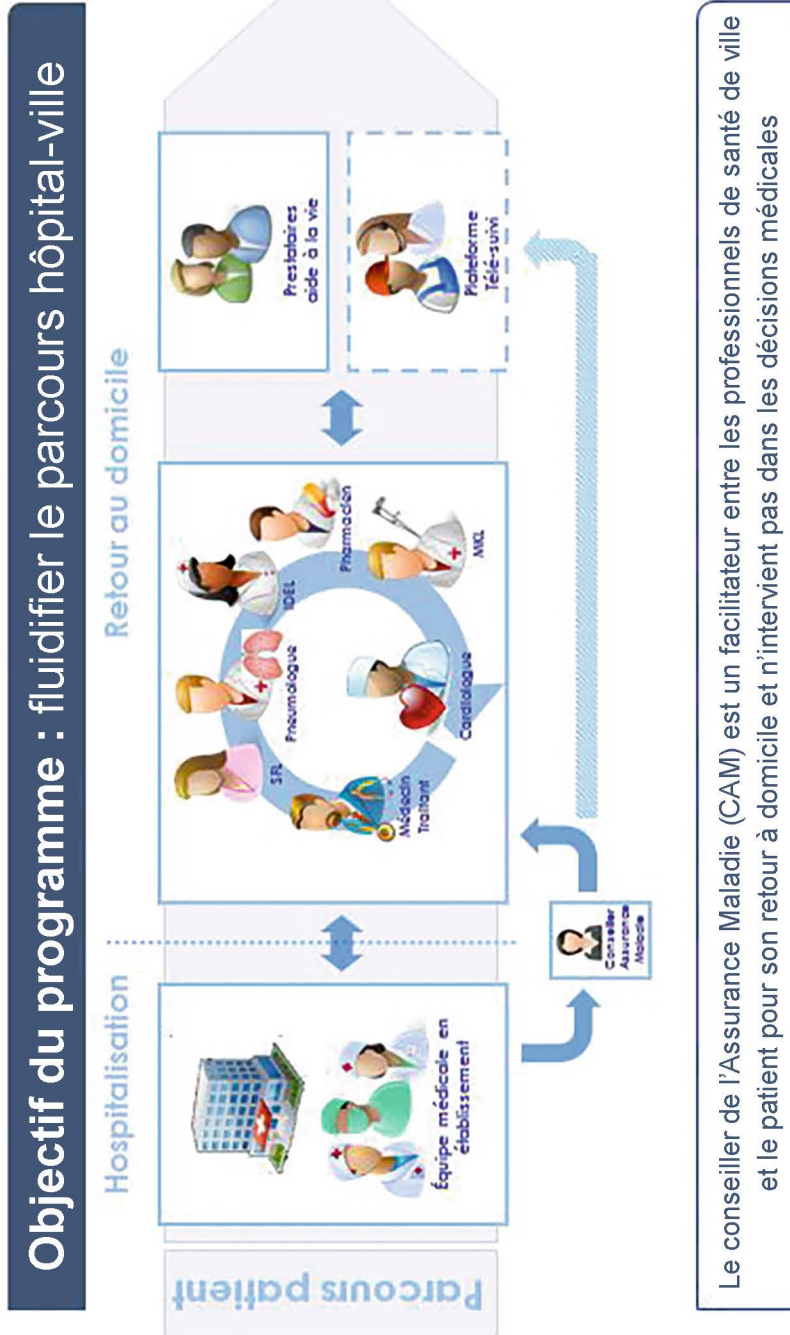 Objectif du programme : fluidifier le parcours hôpital-ville
Parcours patient
Hospitalisation
Équipe médicale en
établissement
Conseiller
Assurance
Maladie
Retour au domicile
SFL
Pneumologue
IDEL
Pharmacien
MKL
Cardiologue
Médecin
Traitant
Prestataires
aide à la vie
Plateforme
Télé-suivi
Le conseiller de l'Assurance Maladie (CAM) est un facilitateur entre les professionnels de santé de ville
et le patient pour son retour à domicile et n'intervient pas dans les décisions médicales